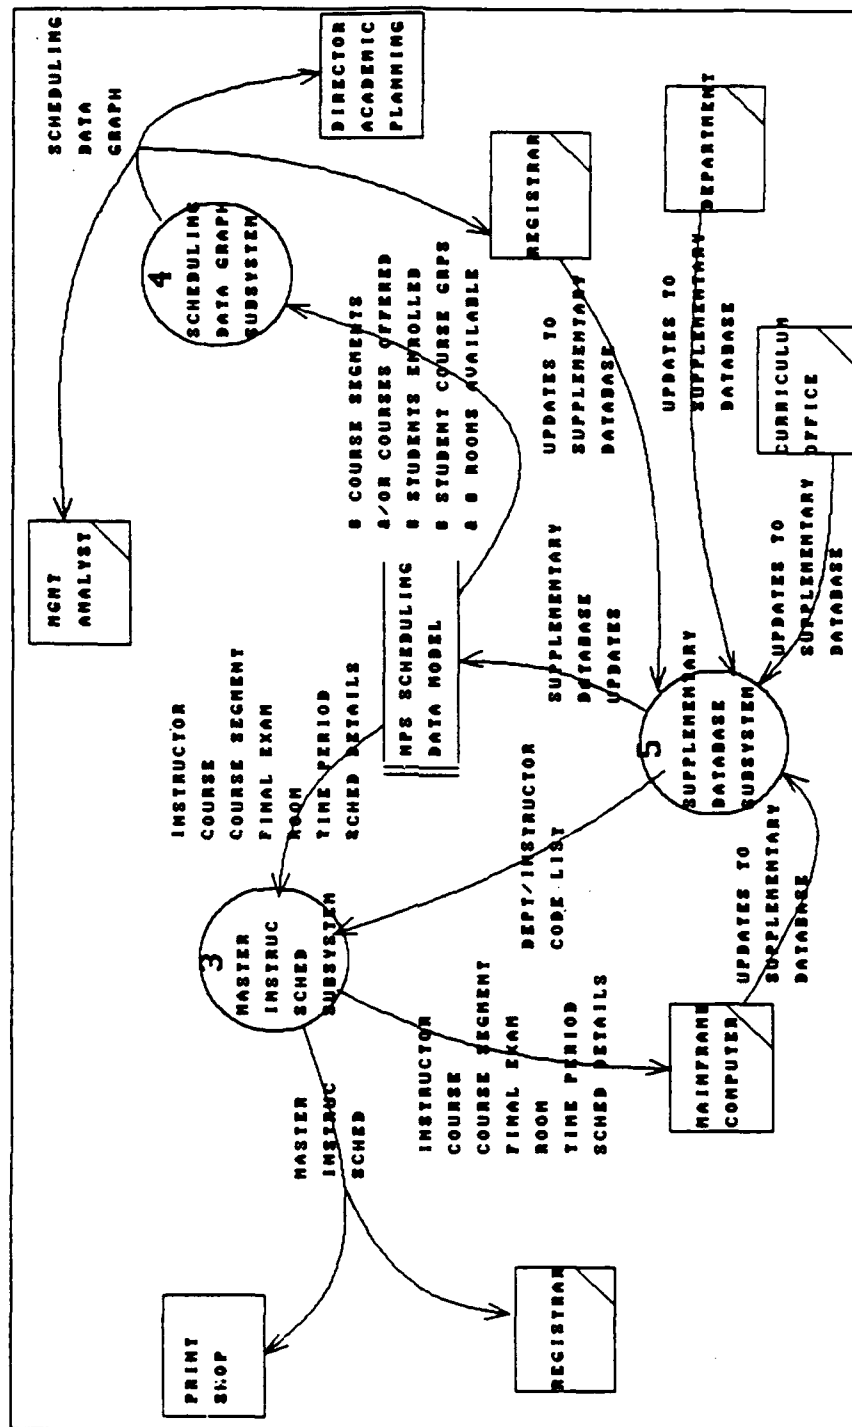 PRINT
SHOP
MASTER
INSTRUC
SCHED
REGISTRAR
3
MASTER
INSTRUC
SCHED
SUBSYSTEM
INSTRUCTOR
COURSE
COURSE SEGMENT
FINAL EXAM
ROOM
TIME PERIOD
SCHED DETAILS
MGMT
ANALYST
4
SCHEDULING
DATA GRAPH
SUBSYSTEM
SCHEDULING
DATA
GRAPH
DIRECTOR
ACADEMIC
PLANNING
INSTRUCTOR
COURSE
COURSE SEGMENT
FINAL EXAM
ROOM
TIME PERIOD
SCHED DETAILS
DEPT/INSTRUCTOR
CODE LIST
NPS SCHEDULING
DATA MODEL
# COURSE SEGMENTS
&/OR COURSES OFFERED
# STUDENTS ENROLLED
# STUDENT COURSE GRPS
& # ROOMS AVAILABLE
REGISTRAR
SUPPLEMENTARY
DATABASE
UPDATES
UPDATES TO
SUPPLEMENTARY
DATABASE
MAINFRAME
COMPUTER
UPDATES TO
SUPPLEMENTARY
DATABASE
5
SUPPLEMENTARY
DATABASE
SUBSYSTEM
UPDATES TO
SUPPLEMENTARY
DATABASE
DEPARTMENT
UPDATES TO
SUPPLEMENTARY
DATABASE
CURRICULUM
OFFICE